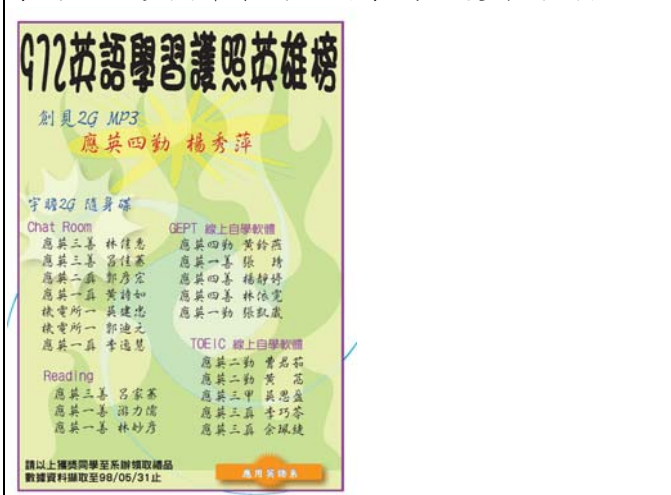 972英語學習護照英雄榜
創見2G MP3
應英四勤 楊秀萍
宇瞻2G 隨身碟
Chat Room
應英三善 林佳惠
應英三善 呂佳蓁
應英二真 郭彥宏
應英一真 黃詩如
機電所一 吳建忠
機電所一 郭迪元
應英一真 李逸慧
Reading
應英三善 呂家蓁
應英一善 游力儒
應英一善 林妙彥
GEPT 線上自學軟體
應英四勤 黃鈴燕
應英一善 張 琇
應英四善 楊靜婷
應英四善 林依霓
應英一勤 張凱崴
TOEIC 線上自學軟體
應英二勤 曹君茹
應英二勤 黃
應英三甲 吳思盈
應英三真 李巧苓
應英三真 余珮
請以上獲獎同學至系辦領取禮品
數據資料擷取至98/05/31止
應用英語系